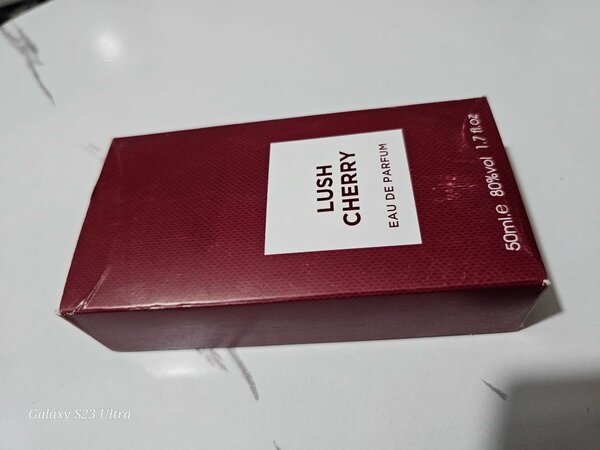 LUSH
CHERRY
EAU DE PARFUM
50ml.e 80%vol 1.7 fl.oz
Galaxy S23 Ultra